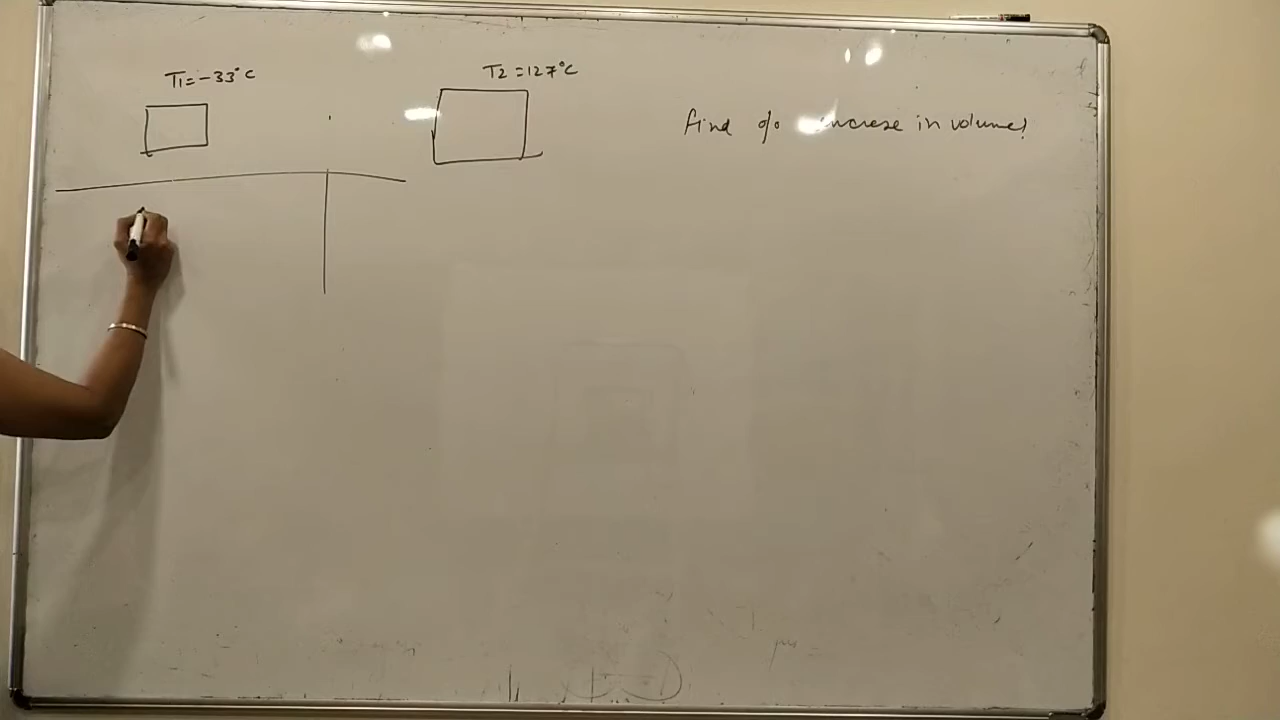 T1=-33°C
T2=127°C
find % increase in volume?